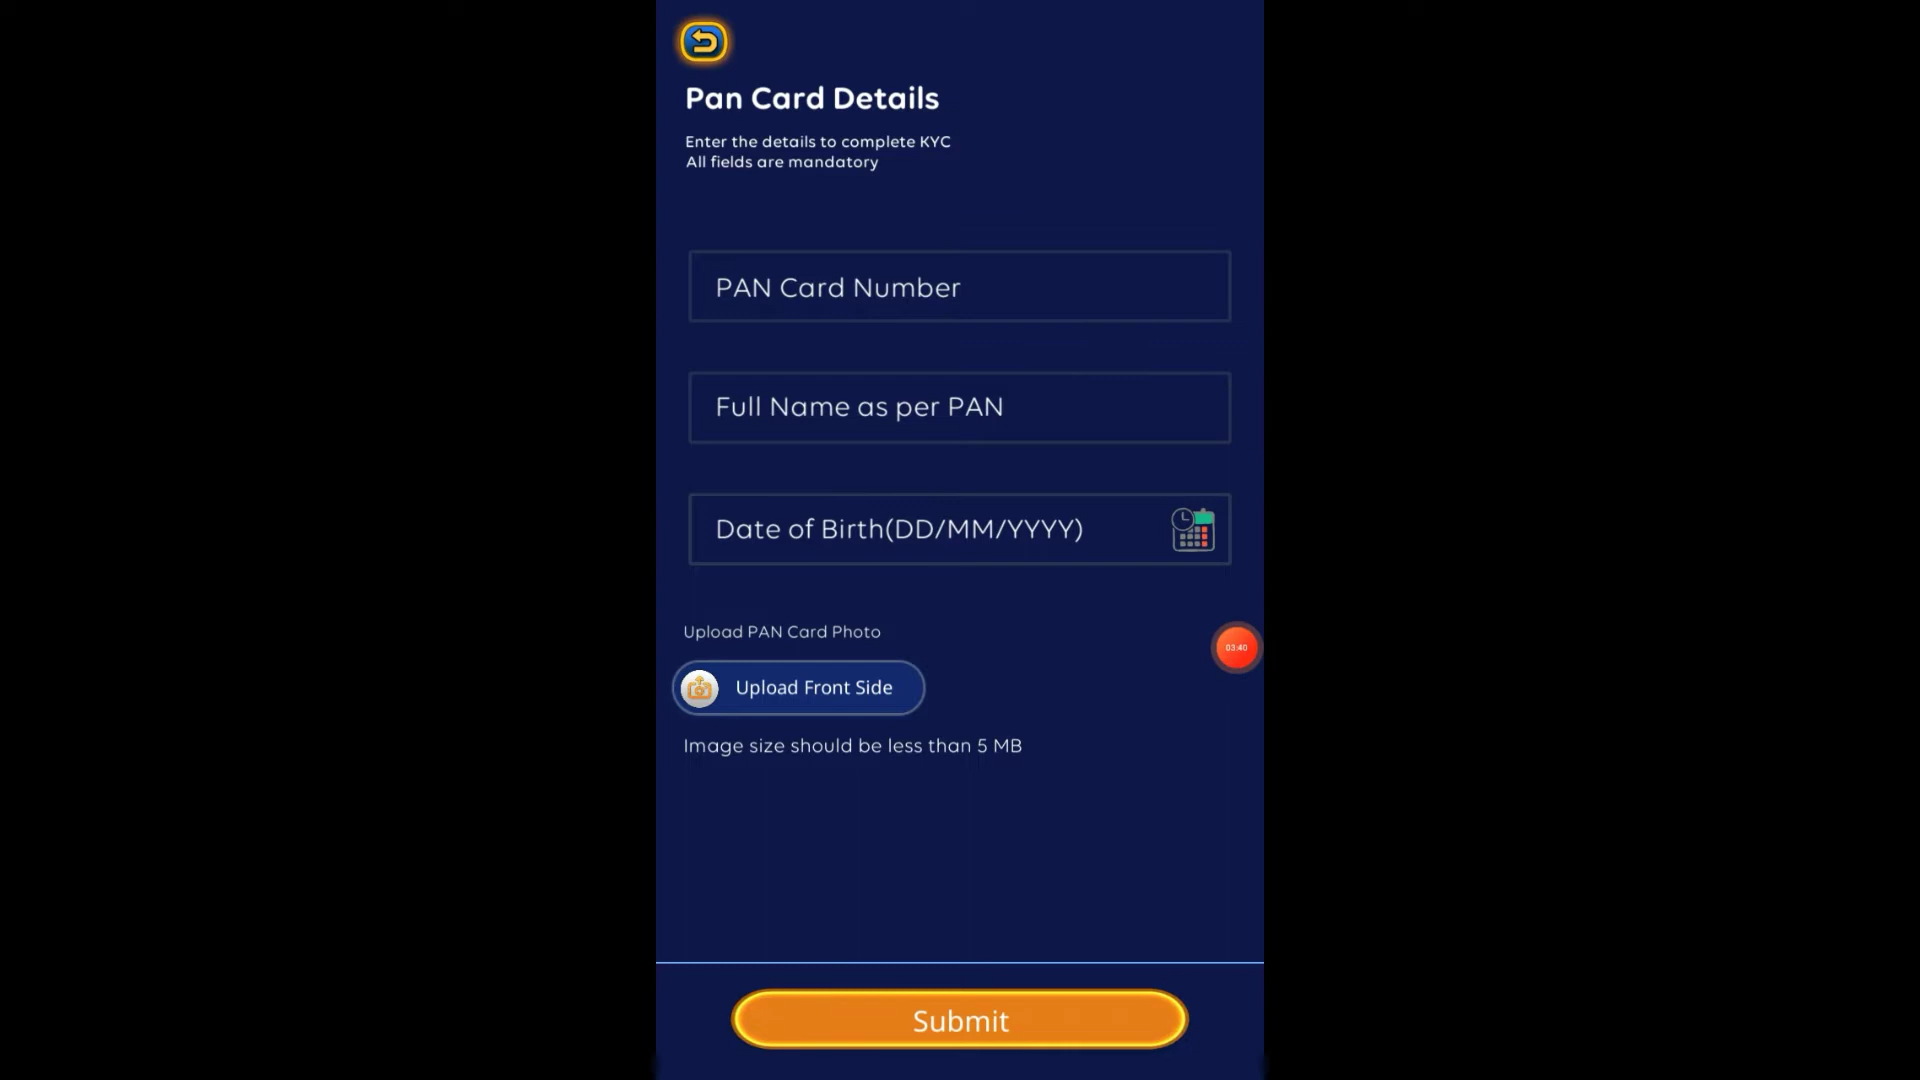 Pan Card Details
Enter the details to complete KYC
All fields are mandatory
PAN Card Number
Full Name as per PAN
Date of Birth(DD/MM/YYYY)
Upload PAN Card Photo
03:40
Upload Front Side
Image size should be less than 5 MB
Submit